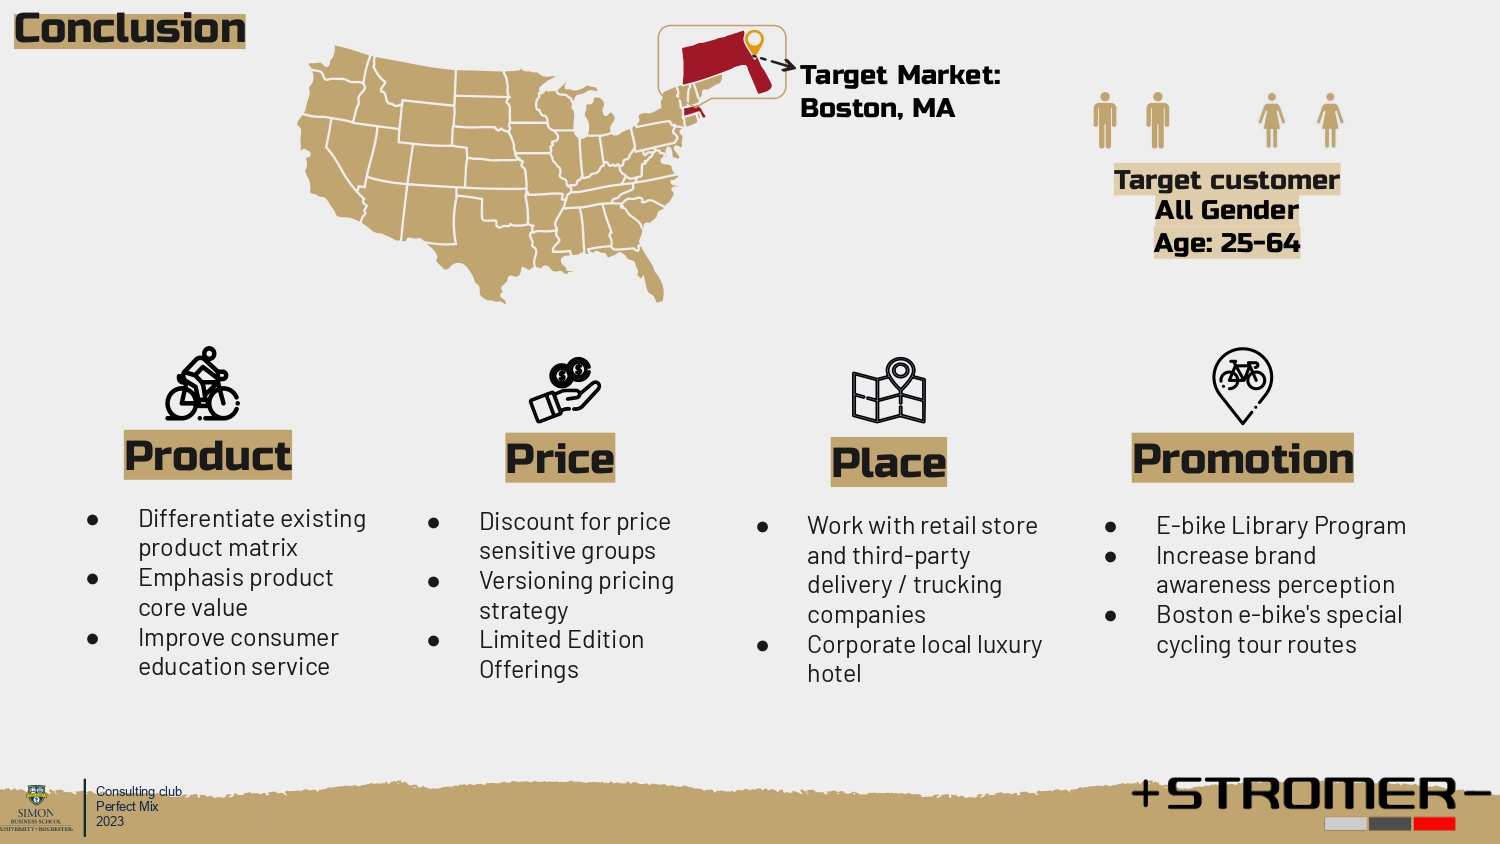 Conclusion
Target Market:
Boston, MA
Target customer
All Gender
Age: 25-64
Product
Differentiate existing
product matrix
Emphasis product
core value
Improve consumer
education service
Price
Discount for price
sensitive groups
Versioning pricing
strategy
Limited Edition
Offerings
Place
Work with retail store
and third-party
delivery / trucking
companies
Corporate local luxury
hotel
Promotion
E-bike Library Program
Increase brand
awareness perception
Boston e-bike's special
cycling tour routes
SIMON
BUSINESS SCHOOL
UNIVERSITY of ROCHESTER
Consulting club
Perfect Mix
2023
+STROMER-